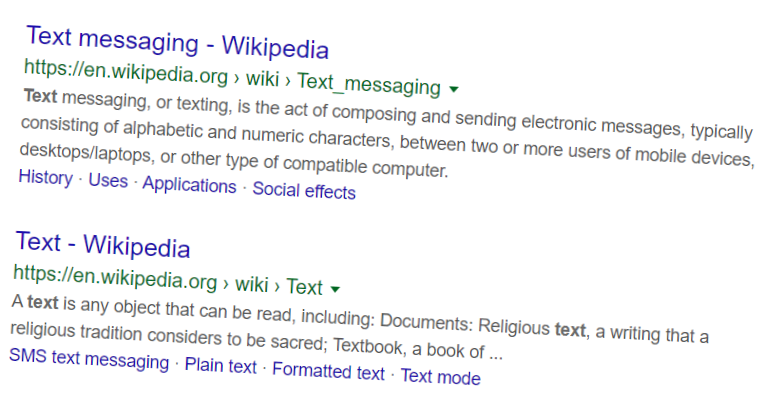 Text messaging - Wikipedia
https://en.wikipedia.org › wiki › Text_messaging ▾
Text messaging, or texting, is the act of composing and sending electronic messages, typically
consisting of alphabetic and numeric characters, between two or more users of mobile devices,
desktops/laptops, or other type of compatible computer.
History · Uses · Applications · Social effects
Text - Wikipedia
https://en.wikipedia.org › wiki › Text ▾
A text is any object that can be read, including: Documents: Religious text, a writing that a
religious tradition considers to be sacred; Textbook, a book of ...
SMS text messaging · Plain text · Formatted text · Text mode